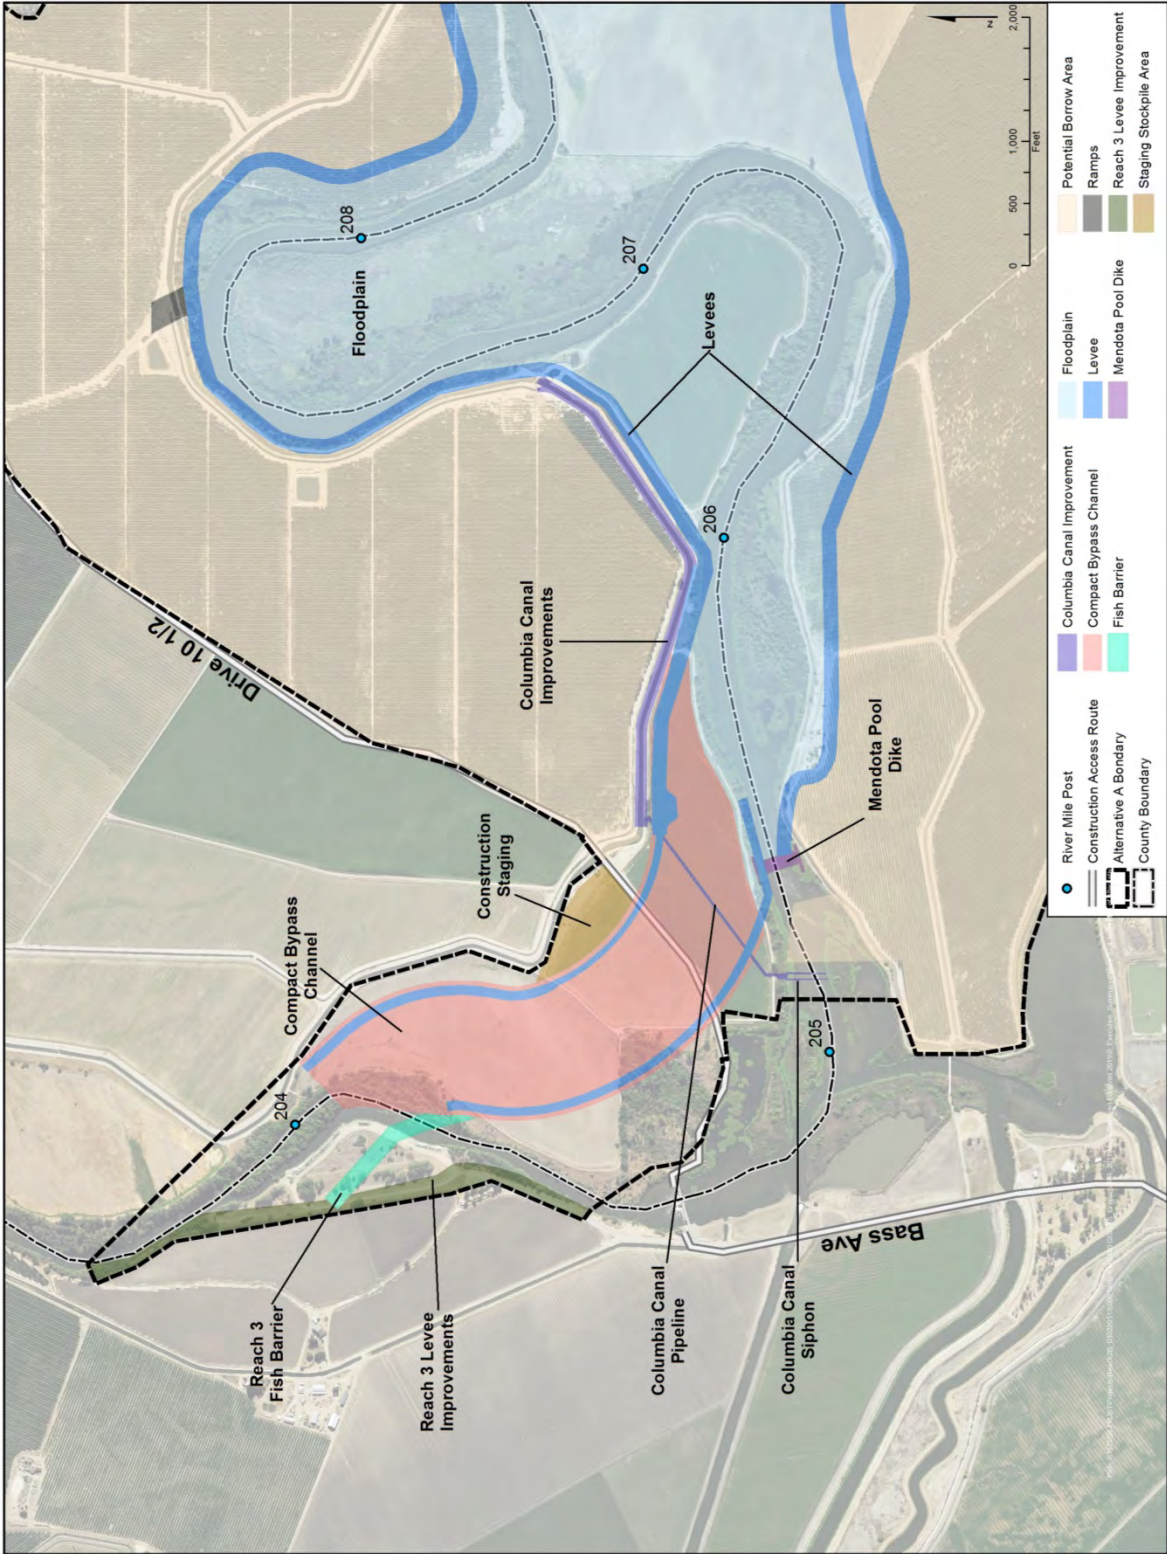 Drive 10 1/2
Compact Bypass
Channel
Construction
Staging
Columbia Canal
Improvements
Floodplain
208
207
206
205
204
Levees
Mendota Pool
Dike
Reach 3
Fish Barrier
Reach 3 Levee
Improvements
Columbia Canal
Pipeline
Columbia Canal
Siphon
Bass Ave
River Mile Post
Construction Access Route
Alternative A Bondary
County Boundary
Columbia Canal Improvement
Compact Bypass Channel
Fish Barrier
Floodplain
Levee
Mendota Pool Dike
Potential Borrow Area
Ramps
Reach 3 Levee Improvement
Staging Stockpile Area
0 500 1,000 2,000
Feet
N